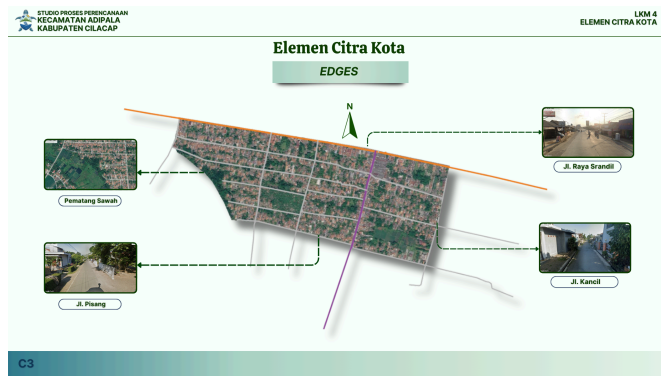 STUDIO PROSES PERENCANAAN
KECAMATAN ADIPALA
KABUPATEN CILACAP
LKM 4
ELEMEN CITRA KOTA
Elemen Citra Kota
EDGES
N
Jl. Raya Srandil
Pematang Sawah
Jl. Kancil
Jl. Pisang
C3